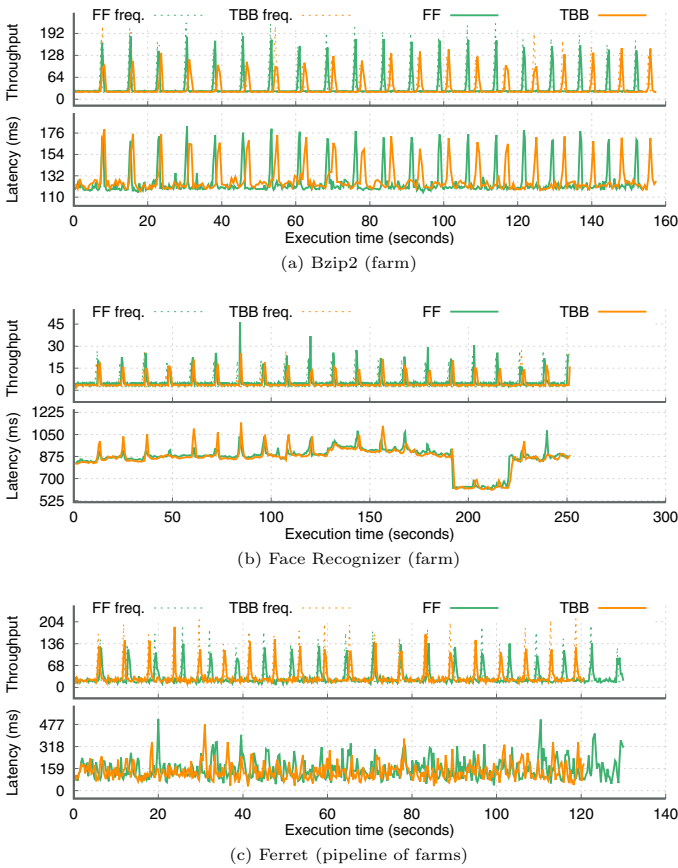 FF freq. TBB freq. FF TBB
Throughput
192
128
64
0
Latency (ms)
176
154
132
110
0 20 40 60 80 100 120 140 160
Execution time (seconds)
(a) Bzip2 (farm)
FF freq. TBB freq. FF TBB
Throughput
45
30
15
0
Latency (ms)
1225
1050
875
700
525
0 50 100 150 200 250 300
Execution time (seconds)
(b) Face Recognizer (farm)
FF freq. TBB freq. FF TBB
Throughput
204
136
68
0
Latency (ms)
477
318
159
0
0 20 40 60 80 100 120 140
Execution time (seconds)
(c) Ferret (pipeline of farms)